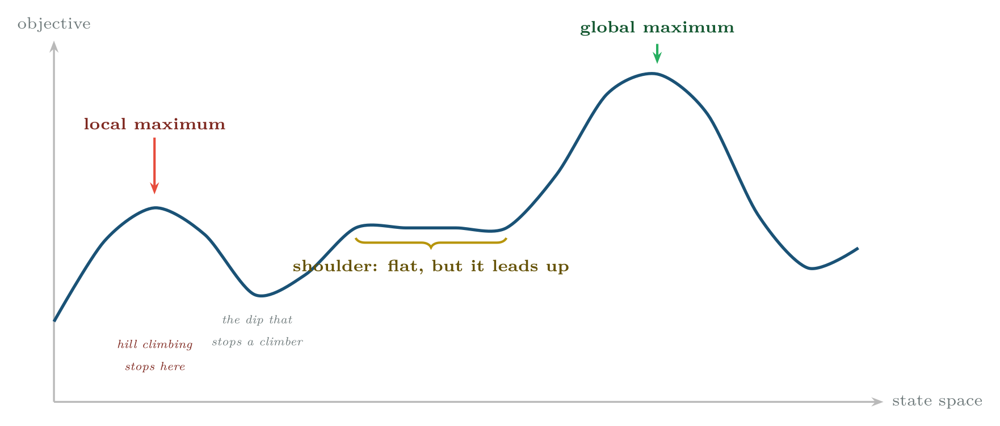 objective
global maximum
local maximum
shoulder: flat, but it leads up
the dip that
stops a climber
hill climbing
stops here
state space